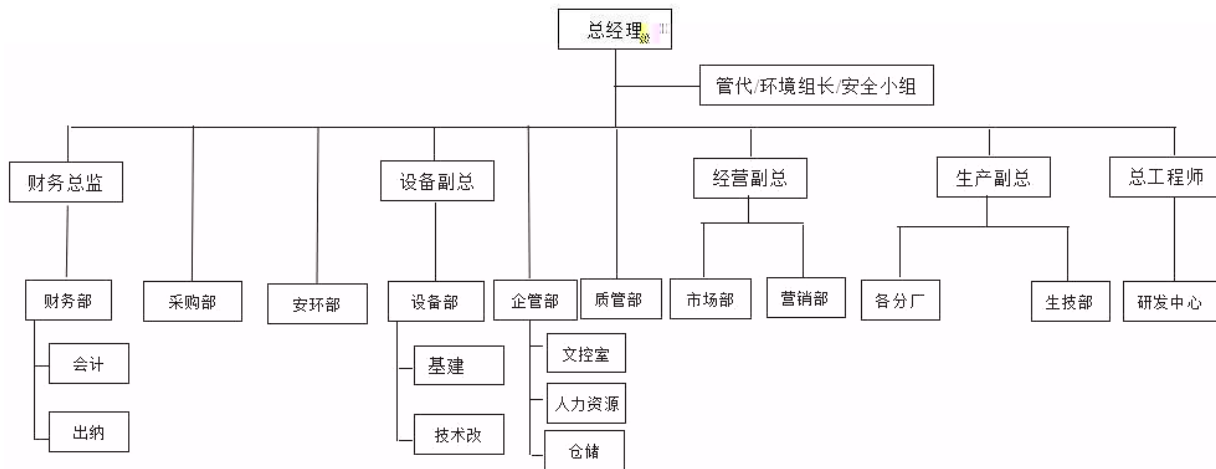 总经理
管代/环境组长/安全小组
财务总监
设备副总
经营副总
生产副总
总工程师
财务部
采购部
安环部
设备部
企管部
质管部
市场部
营销部
各分厂
生技部
研发中心
会计
基建
文控室
人力资源
出纳
技术改
仓储